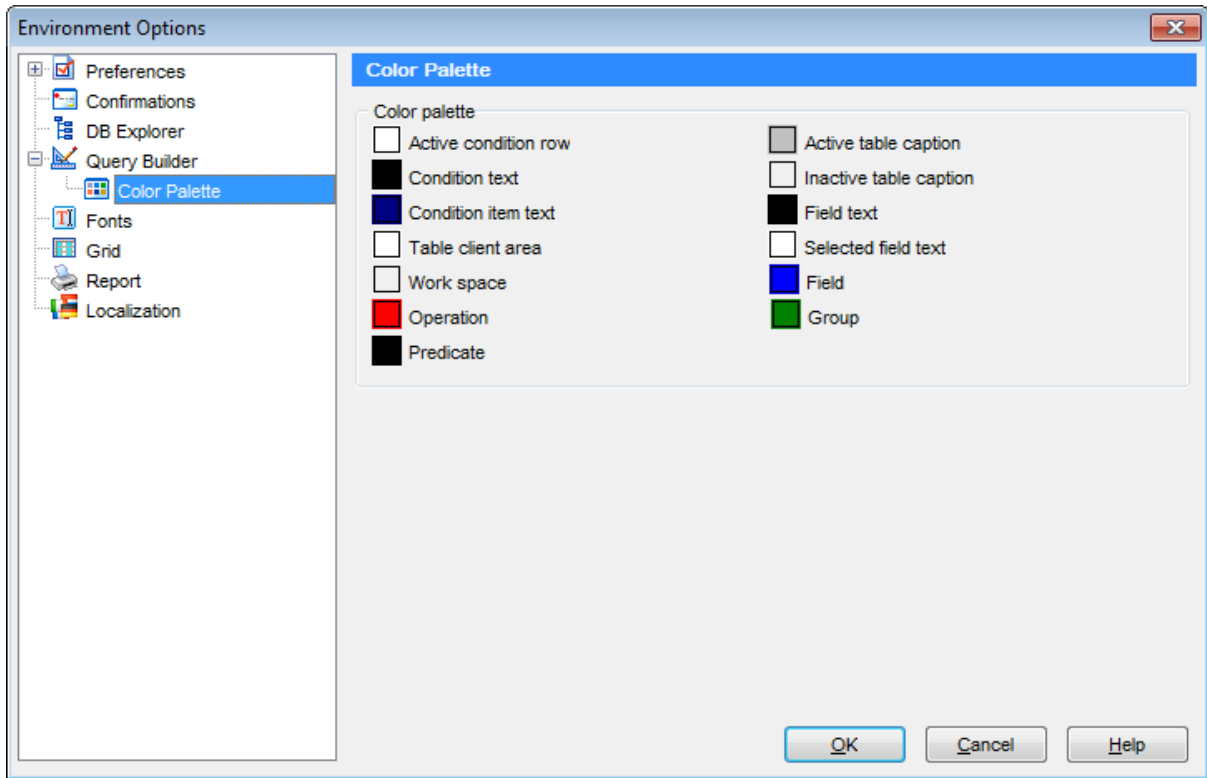 Environment Options
Preferences
Confirmations
DB Explorer
Query Builder
Color Palette
Fonts
Grid
Report
Localization
Color Palette
Color palette
Active condition row
Condition text
Condition item text
Table client area
Work space
Operation
Predicate
Active table caption
Inactive table caption
Field text
Selected field text
Field
Group
OK
Cancel
Help